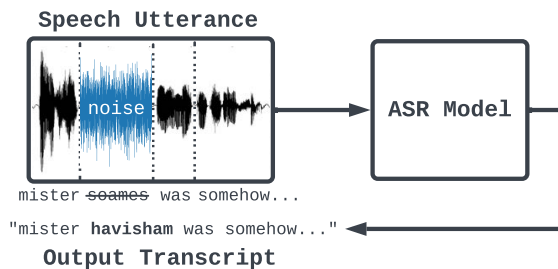 Speech Utterance
noise
ASR Model
mister soames was somehow...
"mister havisham was somehow..."
Output Transcript